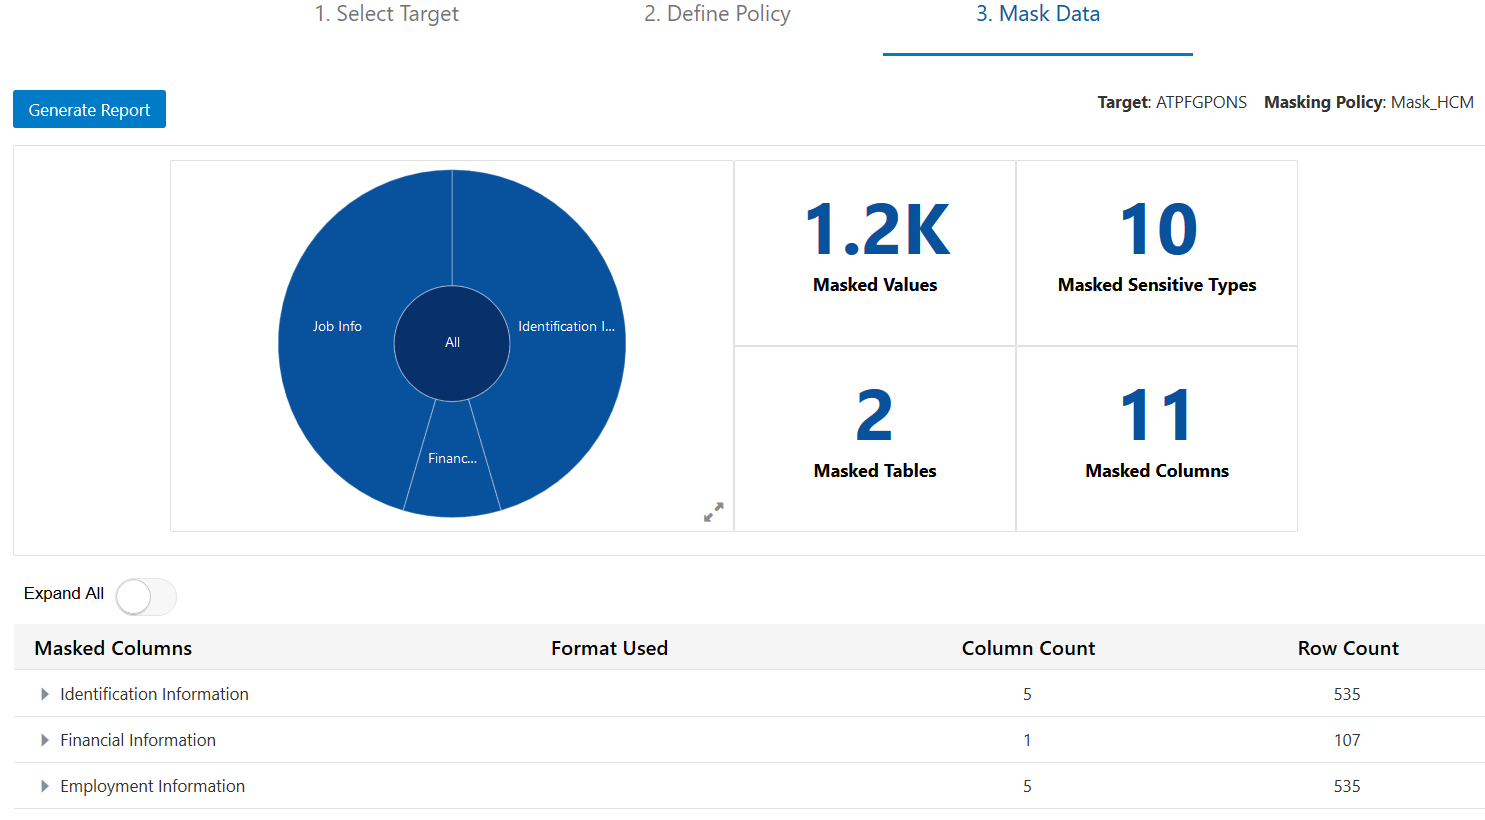 1. Select Target 2. Define Policy 3. Mask Data
Generate Report
Target: ATPFGPONS Masking Policy: Mask_HCM
Job Info
All
Identification I...
Financ...
1.2K
Masked Values
10
Masked Sensitive Types
2
Masked Tables
11
Masked Columns
Expand All
Masked Columns Format Used Column Count Row Count
Identification Information 5 535
Financial Information 1 107
Employment Information 5 535